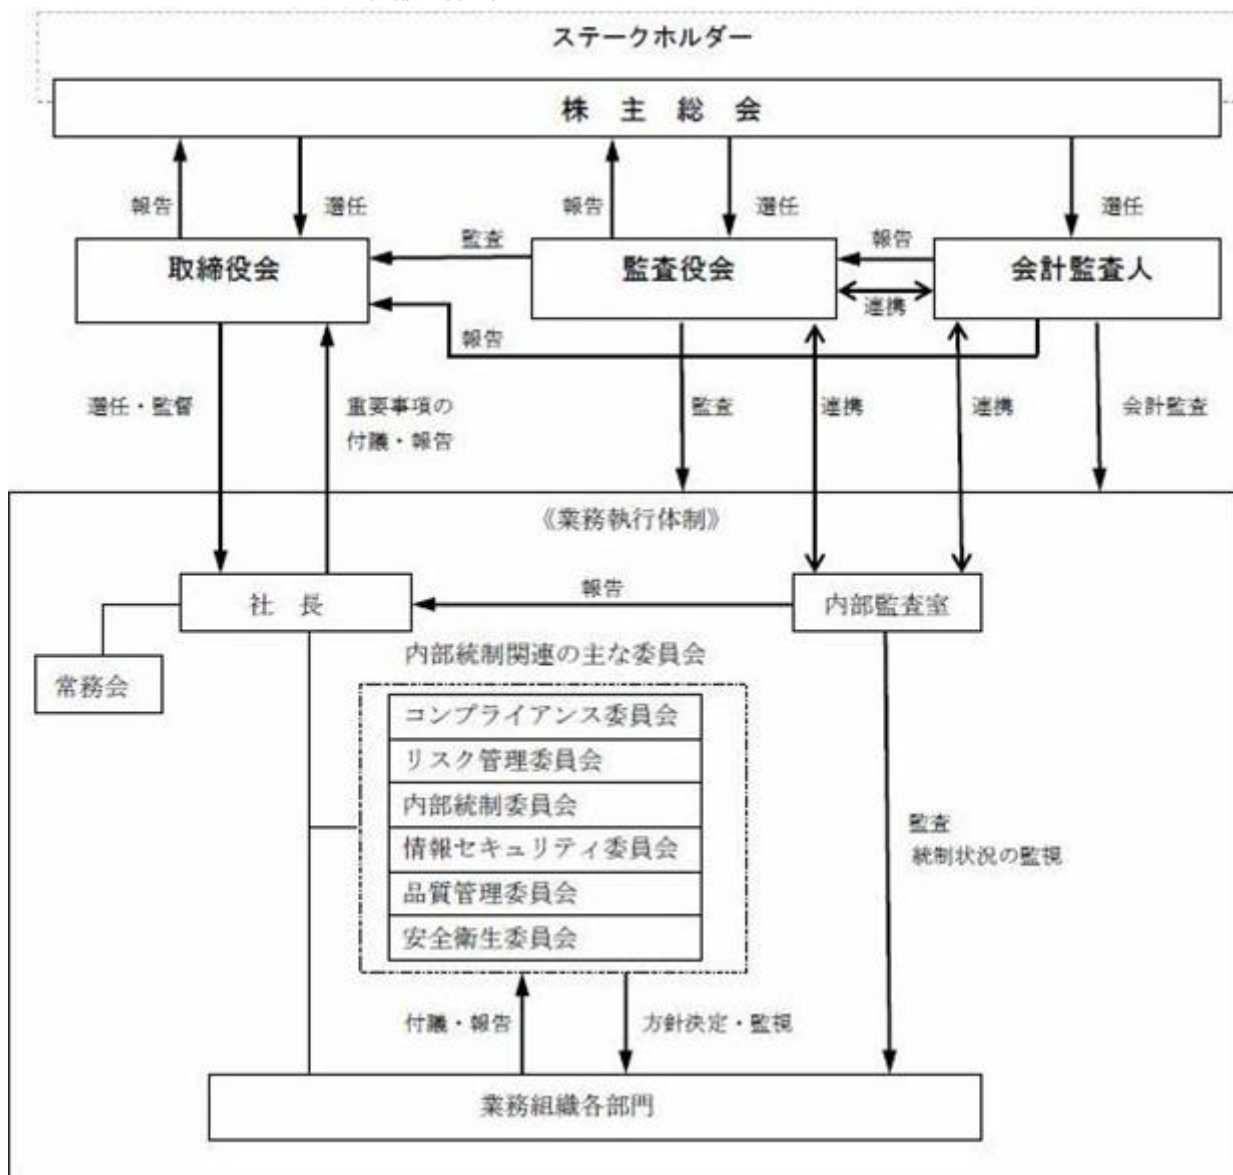 ステークホルダー
株 主 総 会
報告
選任
報告
選任
選任
取締役会
監査
監査役会
報告
会計監査人
連携
報告
選任・監督
重要事項の
付議・報告
監査
連携
連携
会計監査
《業務執行体制》
社 長
報告
内部監査室
常務会
内部統制関連の主な委員会
コンプライアンス委員会
リスク管理委員会
内部統制委員会
情報セキュリティ委員会
品質管理委員会
安全衛生委員会
監査
統制状況の監視
付議・報告
方針決定・監視
業務組織各部門